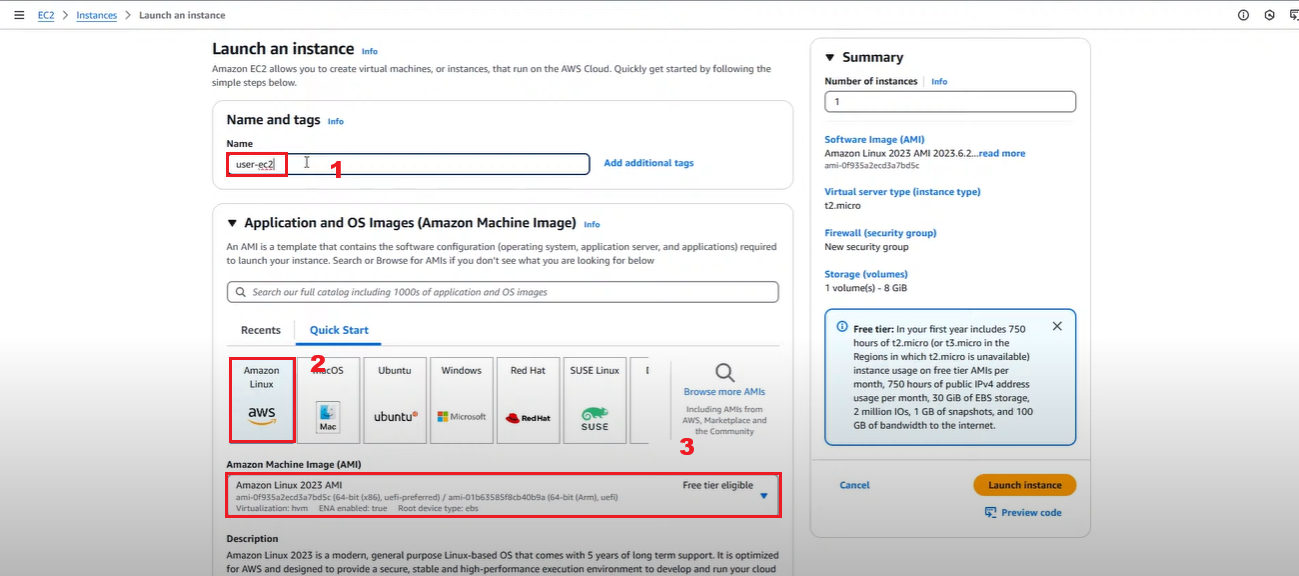 EC2 > Instances > Launch an instance
Launch an instance Info
Amazon EC2 allows you to create virtual machines, or instances, that run on the AWS Cloud. Quickly get started by following the
simple steps below.
Name and tags Info
Name
user-ec2
1
Add additional tags
Application and OS Images (Amazon Machine Image) Info
An AMI is a template that contains the software configuration (operating system, application server, and applications) required
to launch your instance. Search or Browse for AMIs if you don't see what you are looking for below
Search our full catalog including 1000s of application and OS images
Recents
Quick Start
2
Amazon
Linux
aws
macOS
Mac
Ubuntu
ubuntu
Windows
Microsoft
Red Hat
RedHat
SUSE Linux
SUSE
Browse more AMIs
Including AMIs from
AWS, Marketplace and
the Community
3
Amazon Machine Image (AMI)
Amazon Linux 2023 AMI
Free tier eligible
ami-0f935a2ecd3a7bd5c (64-bit (x86), uefi-preferred) / ami-01b63585f8cb40b9a (64-bit (Arm), uefi)
Virtualization: hvm ENA enabled: true Root device type: ebs
Description
Amazon Linux 2023 is a modern, general purpose Linux-based OS that comes with 5 years of long term support. It is optimized
for AWS and designed to provide a secure, stable and high-performance execution environment to develop and run your cloud
Summary
Number of instances Info
1
Software Image (AMI)
Amazon Linux 2023 AMI 2023.6.2...read more
ami-0f935a2ecd3a7bd5c
Virtual server type (instance type)
t2.micro
Firewall (security group)
New security group
Storage (volumes)
1 volume(s) - 8 GiB
Free tier: In your first year includes 750
hours of t2.micro (or t3.micro in the
Regions in which t2.micro is unavailable)
instance usage on free tier AMIs per
month, 750 hours of public IPv4 address
usage per month, 30 GiB of EBS storage,
2 million IOs, 1 GB of snapshots, and 100
GB of bandwidth to the internet.
Cancel
Launch instance
Preview code